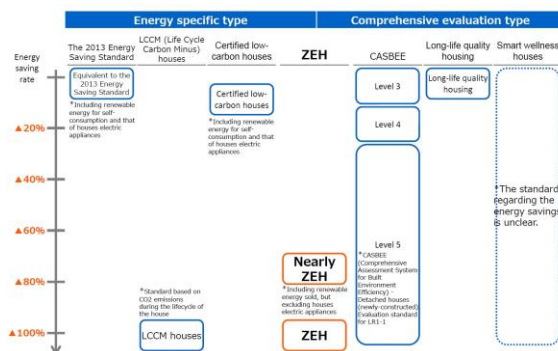 Energy specific type
Comprehensive evaluation type
Energy
saving
rate
The 2013 Energy
Saving Standard
LCCM (Life Cycle
Carbon Minus)
houses
Certified low-
carbon houses
ZEH
CASBEE
Long-life quality
housing
Smart wellness
houses
Equivalent to the
2013 Energy
Saving Standard
*Including renewable
energy for self-
consumption and that
of houses electric
appliances
Certified low-
carbon houses
*Including renewable
energy for self-
consumption and that
of houses electric
appliances
Level 3
Level 4
Long-life quality
housing
▲20%
▲40%
▲60%
▲80%
▲100%
*The standard
regarding the
energy savings
is unclear.
Level 5
*CASBEE
(Comprehensive
Assessment System
for Built
Environment
Efficiency) -
Detached houses
(newly-constructed)
Evaluation standard
for LR1-1
Nearly
ZEH
*Including renewable
energy sold, but
excluding houses
electric appliances
ZEH
*Standard based on
CO2 emissions
during the lifecycle of
the house
LCCM houses